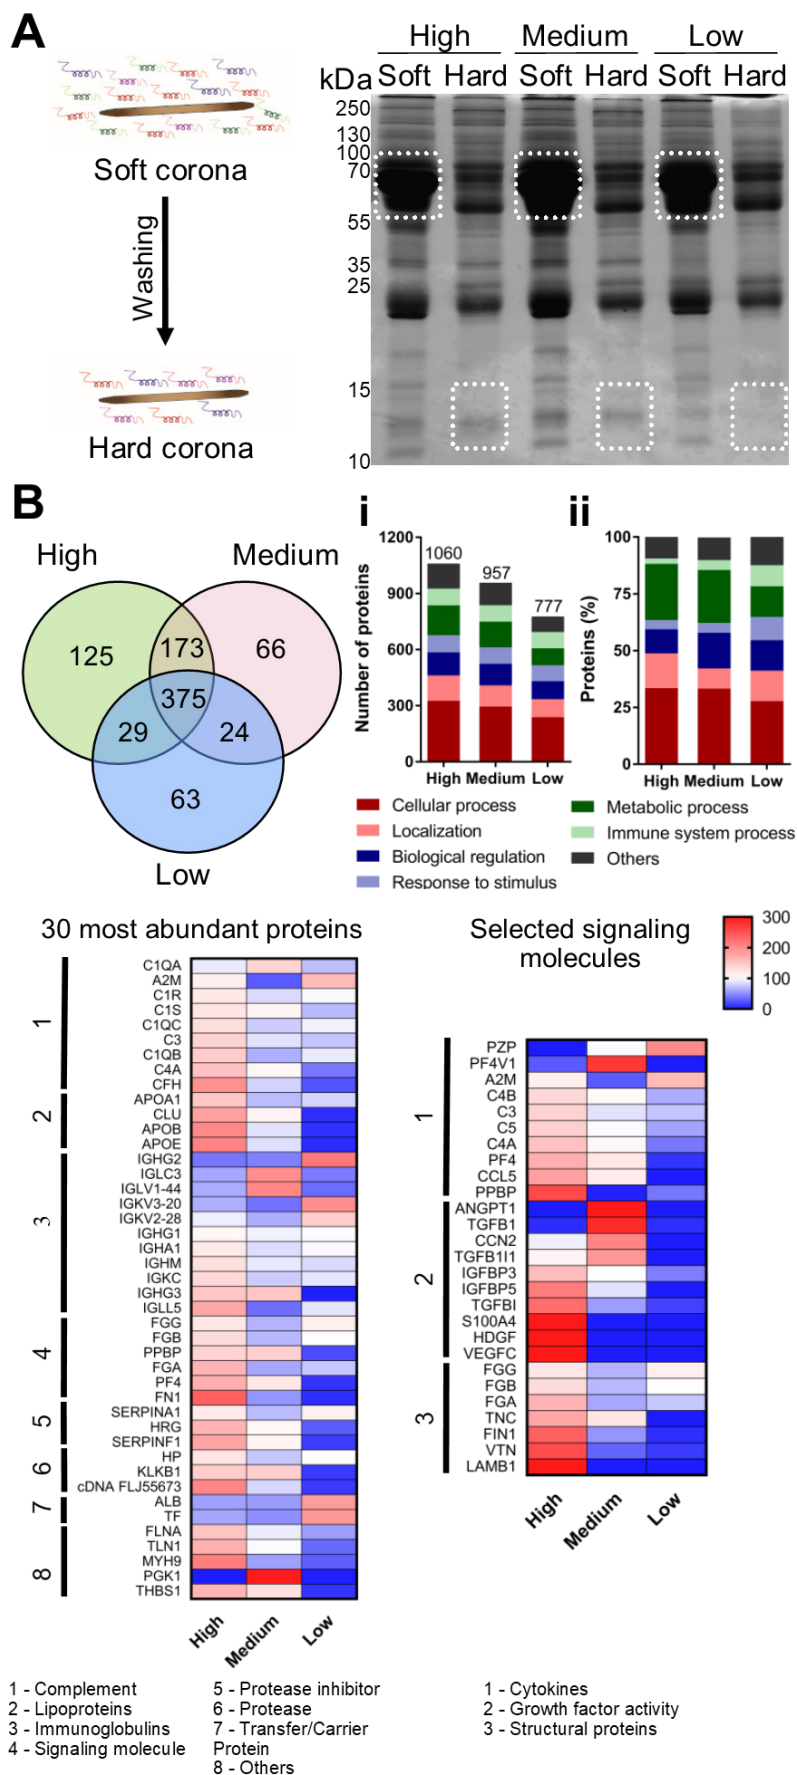 A
High Medium Low
kDa Soft Hard Soft Hard Soft Hard
250
130
100
70
55
35
25
15
10
Soft corona
Washing
Hard corona
B
High Medium
125 173 66
375
29 24
63
Low
i
Number of proteins
1200
900
600
300
0
1060
957
777
High Medium Low
ii
Proteins (%)
100
75
50
25
0
High Medium Low
Cellular process
Localization
Biological regulation
Response to stimulus
Metabolic process
Immune system process
Others
30 most abundant proteins
1
C1QA
A2M
C1R
C1S
C1QC
C3
C1QB
C4A
CFH
2
APOA1
CLU
APOB
APOE
3
IGHG2
IGLC3
IGLV1-44
IGKV3-20
IGKV2-28
IGHG1
IGHA1
IGHM
IGKC
IGHG3
IGLL5
4
FGG
FGB
PPBP
FGA
PF4
FN1
5
SERPINA1
HRG
SERPINF1
6
HP
KLKB1
cDNA FLJ55673
7
ALB
TF
8
FLNA
TLN1
MYH9
PGK1
THBS1
High Medium Low
1 - Complement
2 - Lipoproteins
3 - Immunoglobulins
4 - Signaling molecule
5 - Protease inhibitor
6 - Protease
7 - Transfer/Carrier
Protein
8 - Others
Selected signaling
molecules
300
200
100
0
1
PZP
PF4V1
A2M
C4B
C3
C5
C4A
PF4
CCL5
PPBP
2
ANGPT1
TGFB1
CCN2
TGFB1I1
IGFBP3
IGFBP5
TGFBI
S100A4
HDGF
VEGFC
3
FGG
FGB
FGA
TNC
FIN1
VTN
LAMB1
High Medium Low
1 - Cytokines
2 - Growth factor activity
3 - Structural proteins